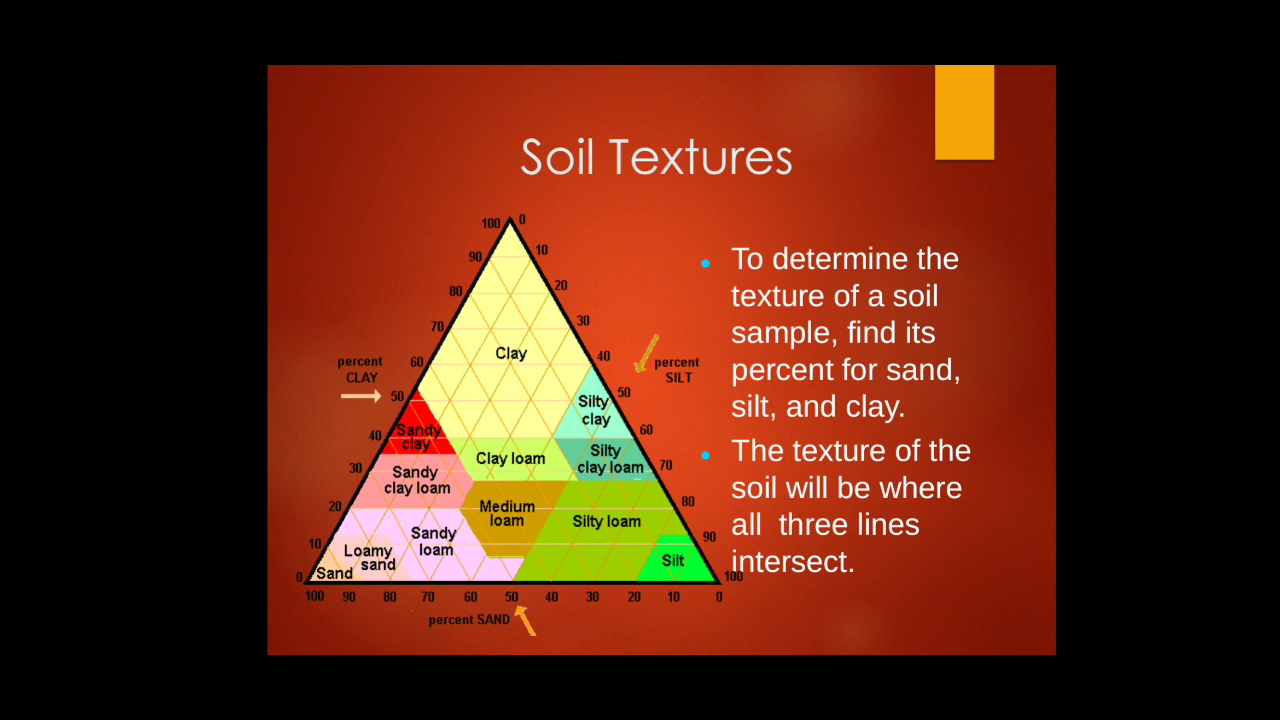 Soil Textures
100 0
90 10
80 20
70 30
60 40
50 50
40 60
30 70
20 80
10 90
0 100
percent
CLAY
percent
SILT
Clay
Silty
clay
Sandy
clay
Clay loam
Silty
clay loam
Sandy
clay loam
Medium
loam
Silty loam
Sandy
loam
Loamy
sand
Sand
Silt
100 90 80 70 60 50 40 30 20 10 0
percent SAND
• To determine the
texture of a soil
sample, find its
percent for sand,
silt, and clay.
• The texture of the
soil will be where
all three lines
intersect.